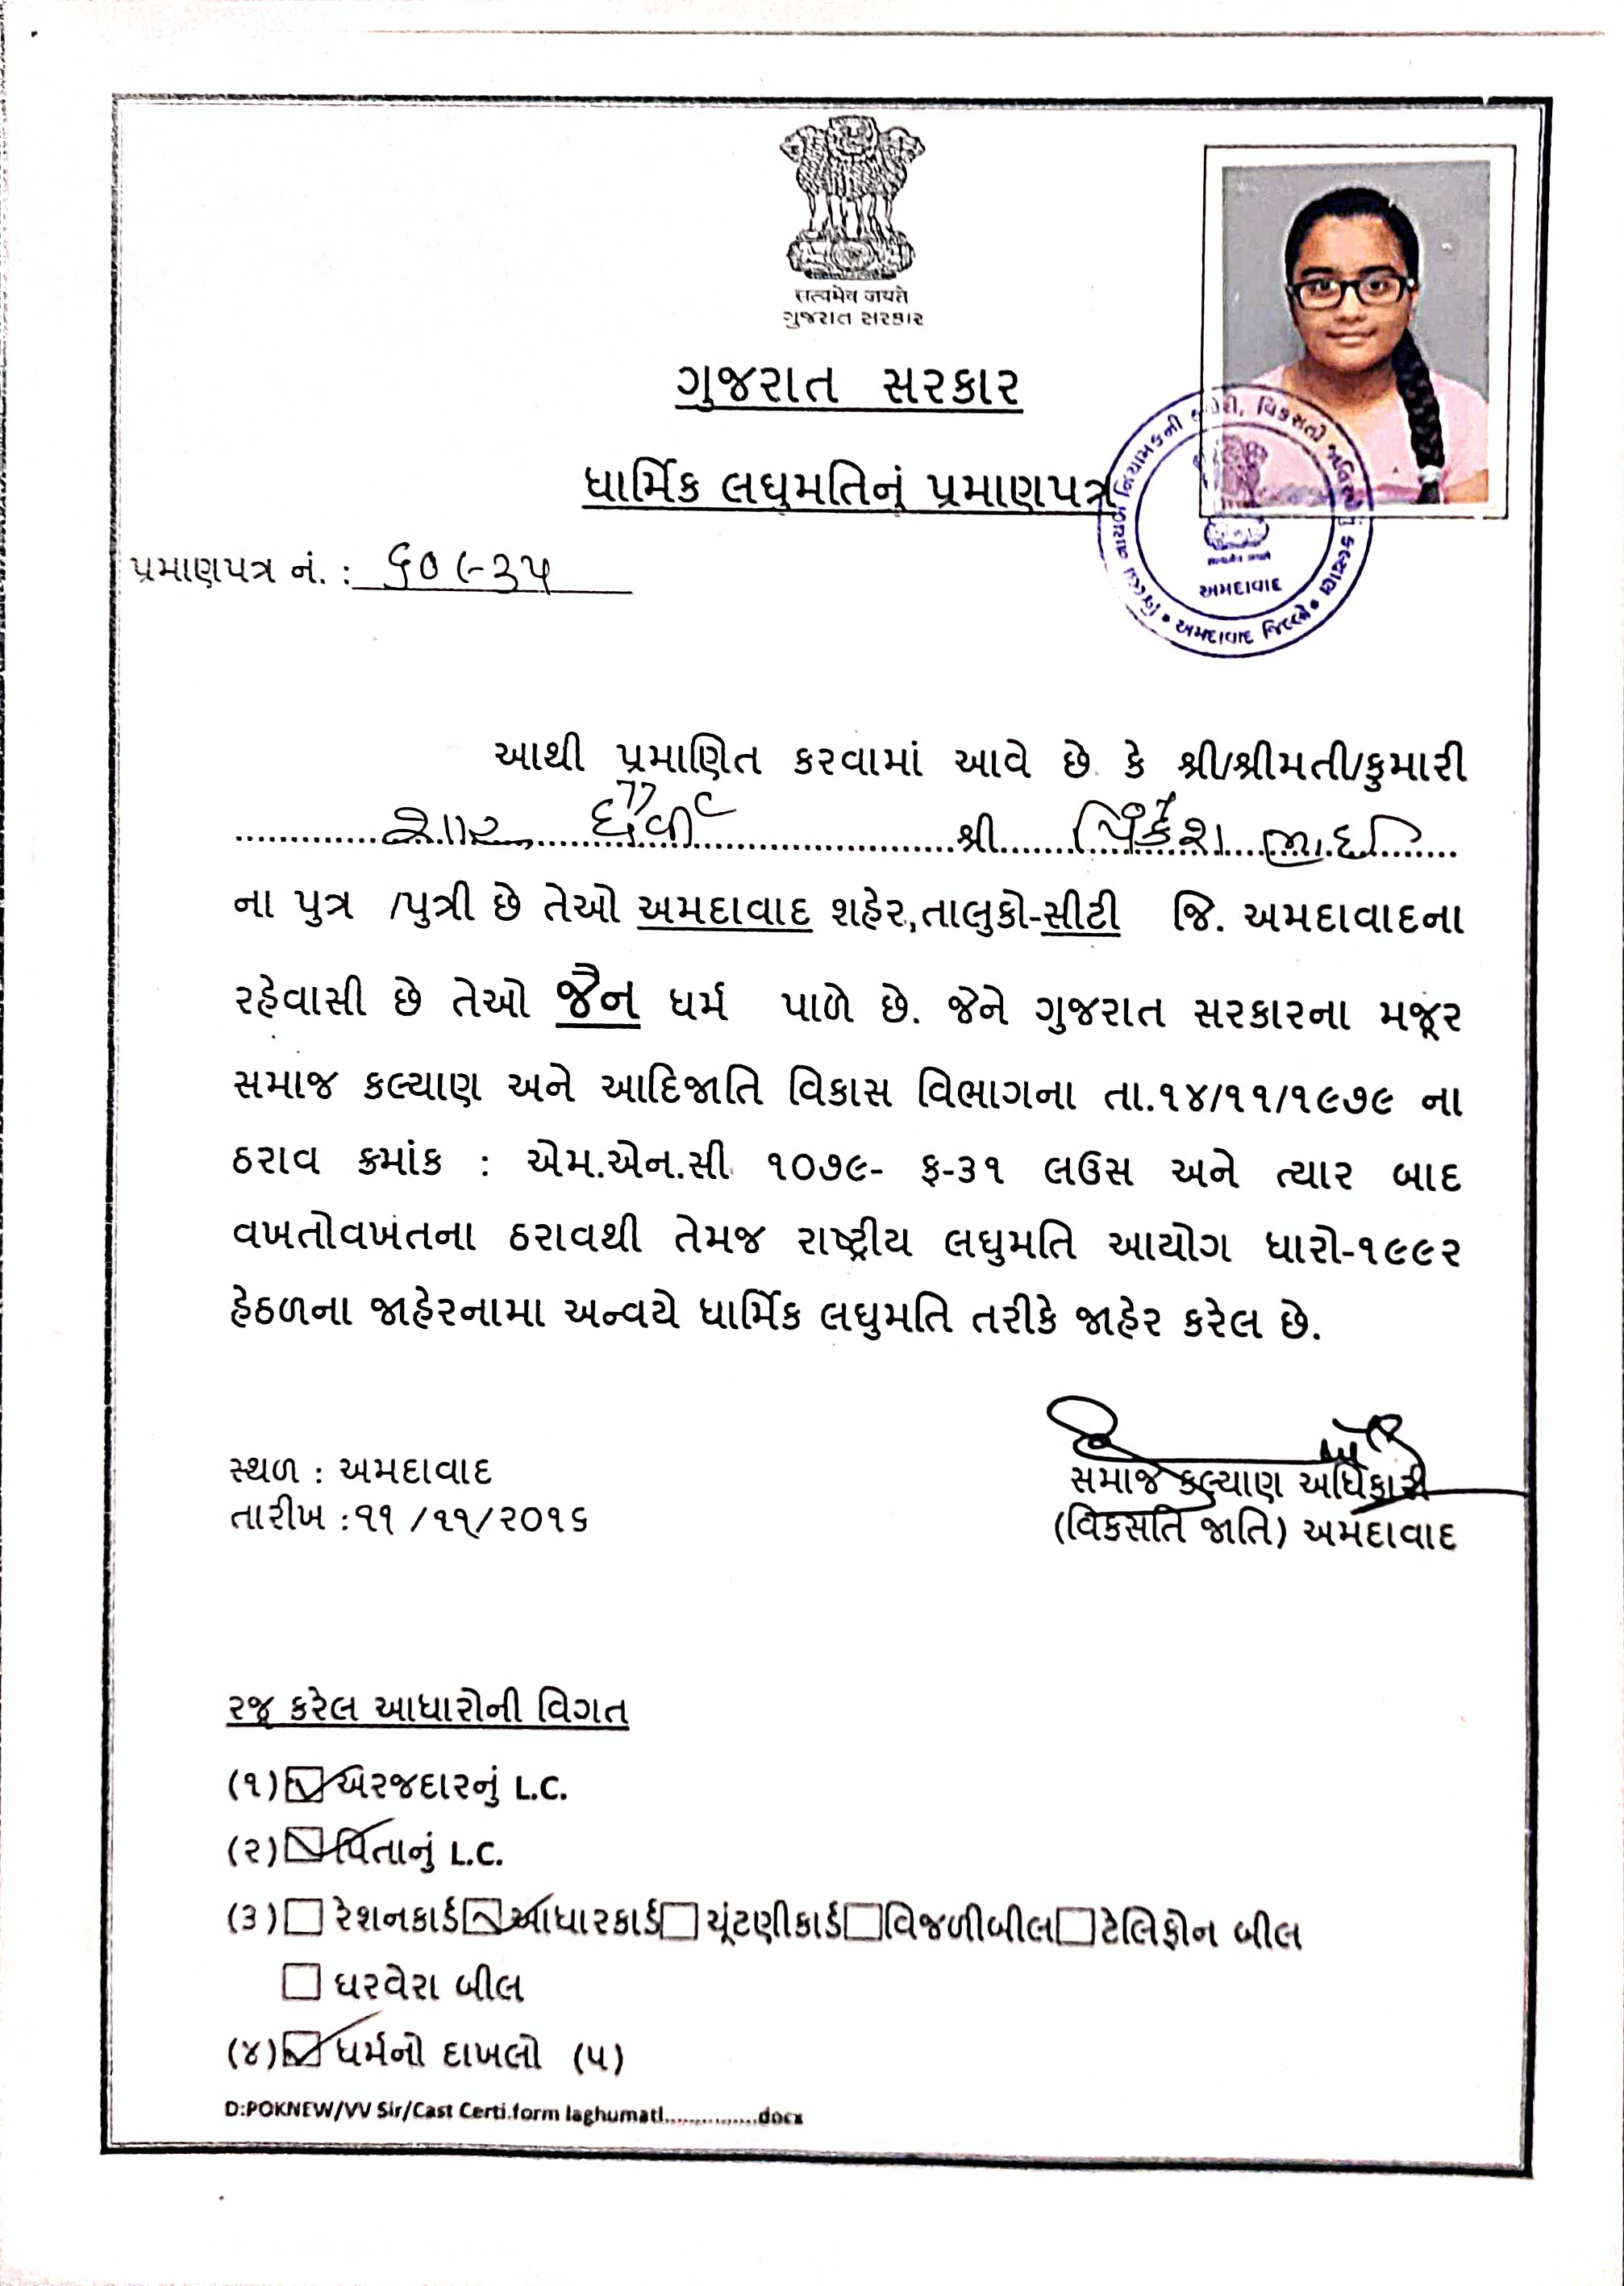 सत्यमेव जयते
ગુજરાત સરકાર
ગુજરાત સરકાર
ધાર્મિક લઘુમતિનું પ્રમાણપત્ર
જિલ્લા નાયબ નિયામકની કચેરી, વિકસતી જાતિઓનું કલ્યાણ
અમદાવાદ
અમદાવાદ જિલ્લો
પ્રમાણપત્ર નં. : ૬૦૯૩૫
આથી પ્રમાણિત કરવામાં આવે છે કે શ્રી/શ્રીમતી/કુમારી
શાહ શ્રી ભાઈ
ના પુત્ર /પુત્રી છે તેઓ અમદાવાદ શહેર,તાલુકો-સીટી જિ. અમદાવાદના
રહેવાસી છે તેઓ જૈન ધર્મ પાળે છે. જેને ગુજરાત સરકારના મજૂર
સમાજ કલ્યાણ અને આદિજાતિ વિકાસ વિભાગના તા.૧૪/૧૧/૧૯૭૯ ના
ઠરાવ ક્રમાંક : એમ.એન.સી ૧૦૭૯- ફ-૩૧ લઉસ અને ત્યાર બાદ
વખતોવખતના ઠરાવથી તેમજ રાષ્ટ્રીય લઘુમતિ આયોગ ધારો-૧૯૯૨
હેઠળના જાહેરનામા અન્વયે ધાર્મિક લઘુમતિ તરીકે જાહેર કરેલ છે.
સ્થળ : અમદાવાદ
તારીખ :૧૧ /૧૧/૨૦૧૬
સમાજ કલ્યાણ અધિકારી
(વિકસતિ જાતિ) અમદાવાદ
રજૂ કરેલ આધારોની વિગત
(૧) અરજદારનું L.C.
(૨) પિતાનું L.C.
(૩) રેશનકાર્ડ આધારકાર્ડ ચૂંટણીકાર્ડ વિજળીબીલ ટેલિફોન બીલ
ઘરવેરા બીલ
(૪) ધર્મનો દાખલો (૫)
D:POKNEW/VV Sir/Cast Certi.form laghumati................docx